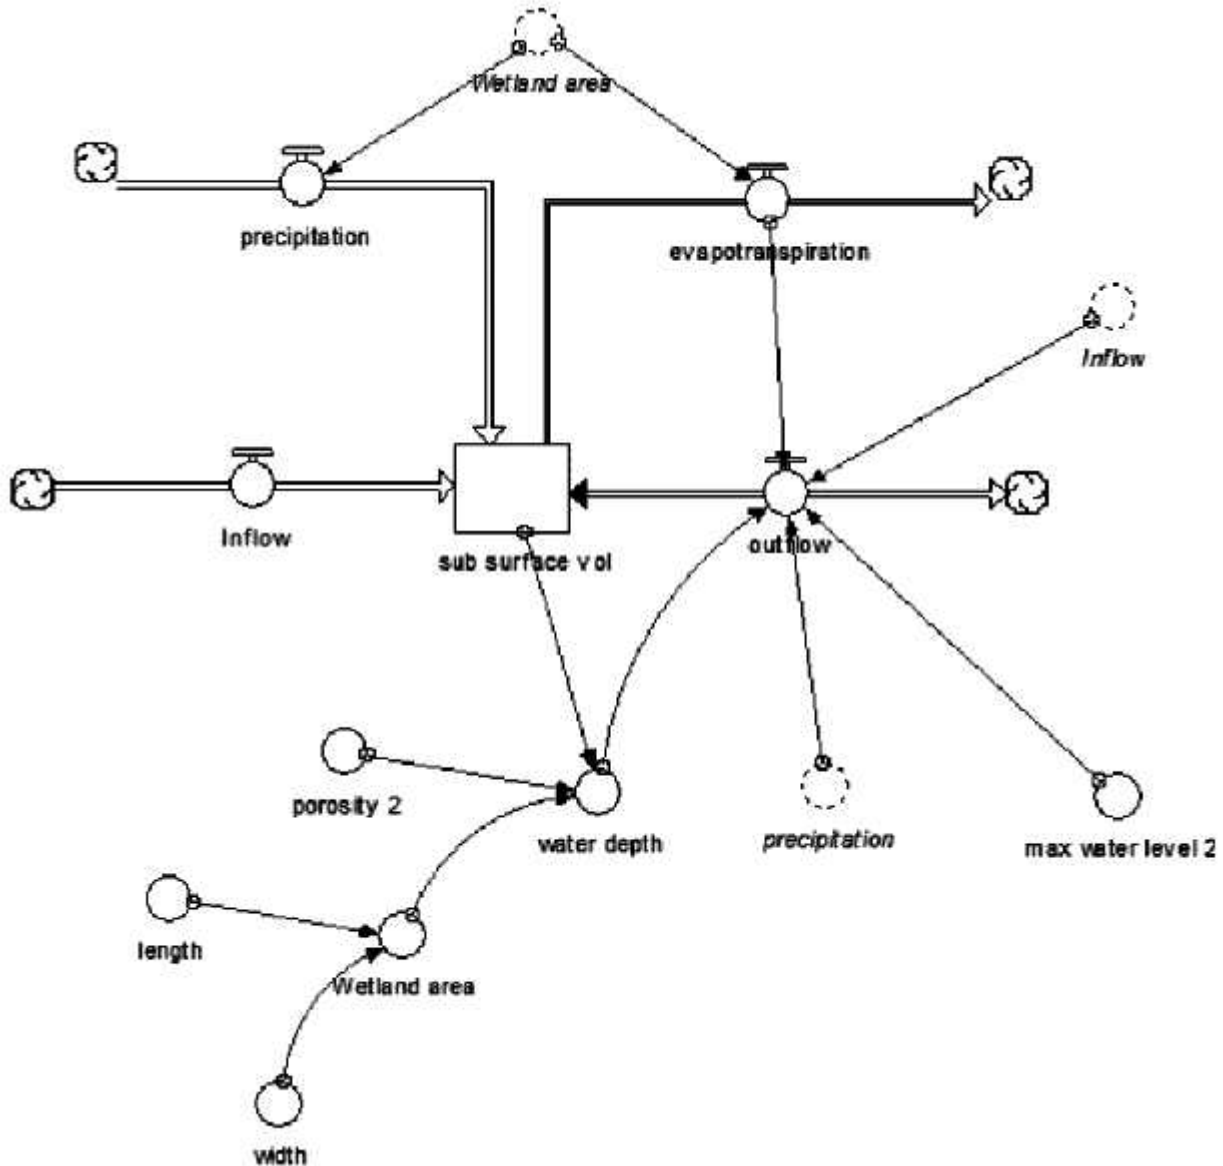 Wetland area
precipitation
evapotranspiration
Inflow
Inflow
sub surface vol
outflow
porosity 2
water depth
precipitation
max water level 2
length
Wetland area
width